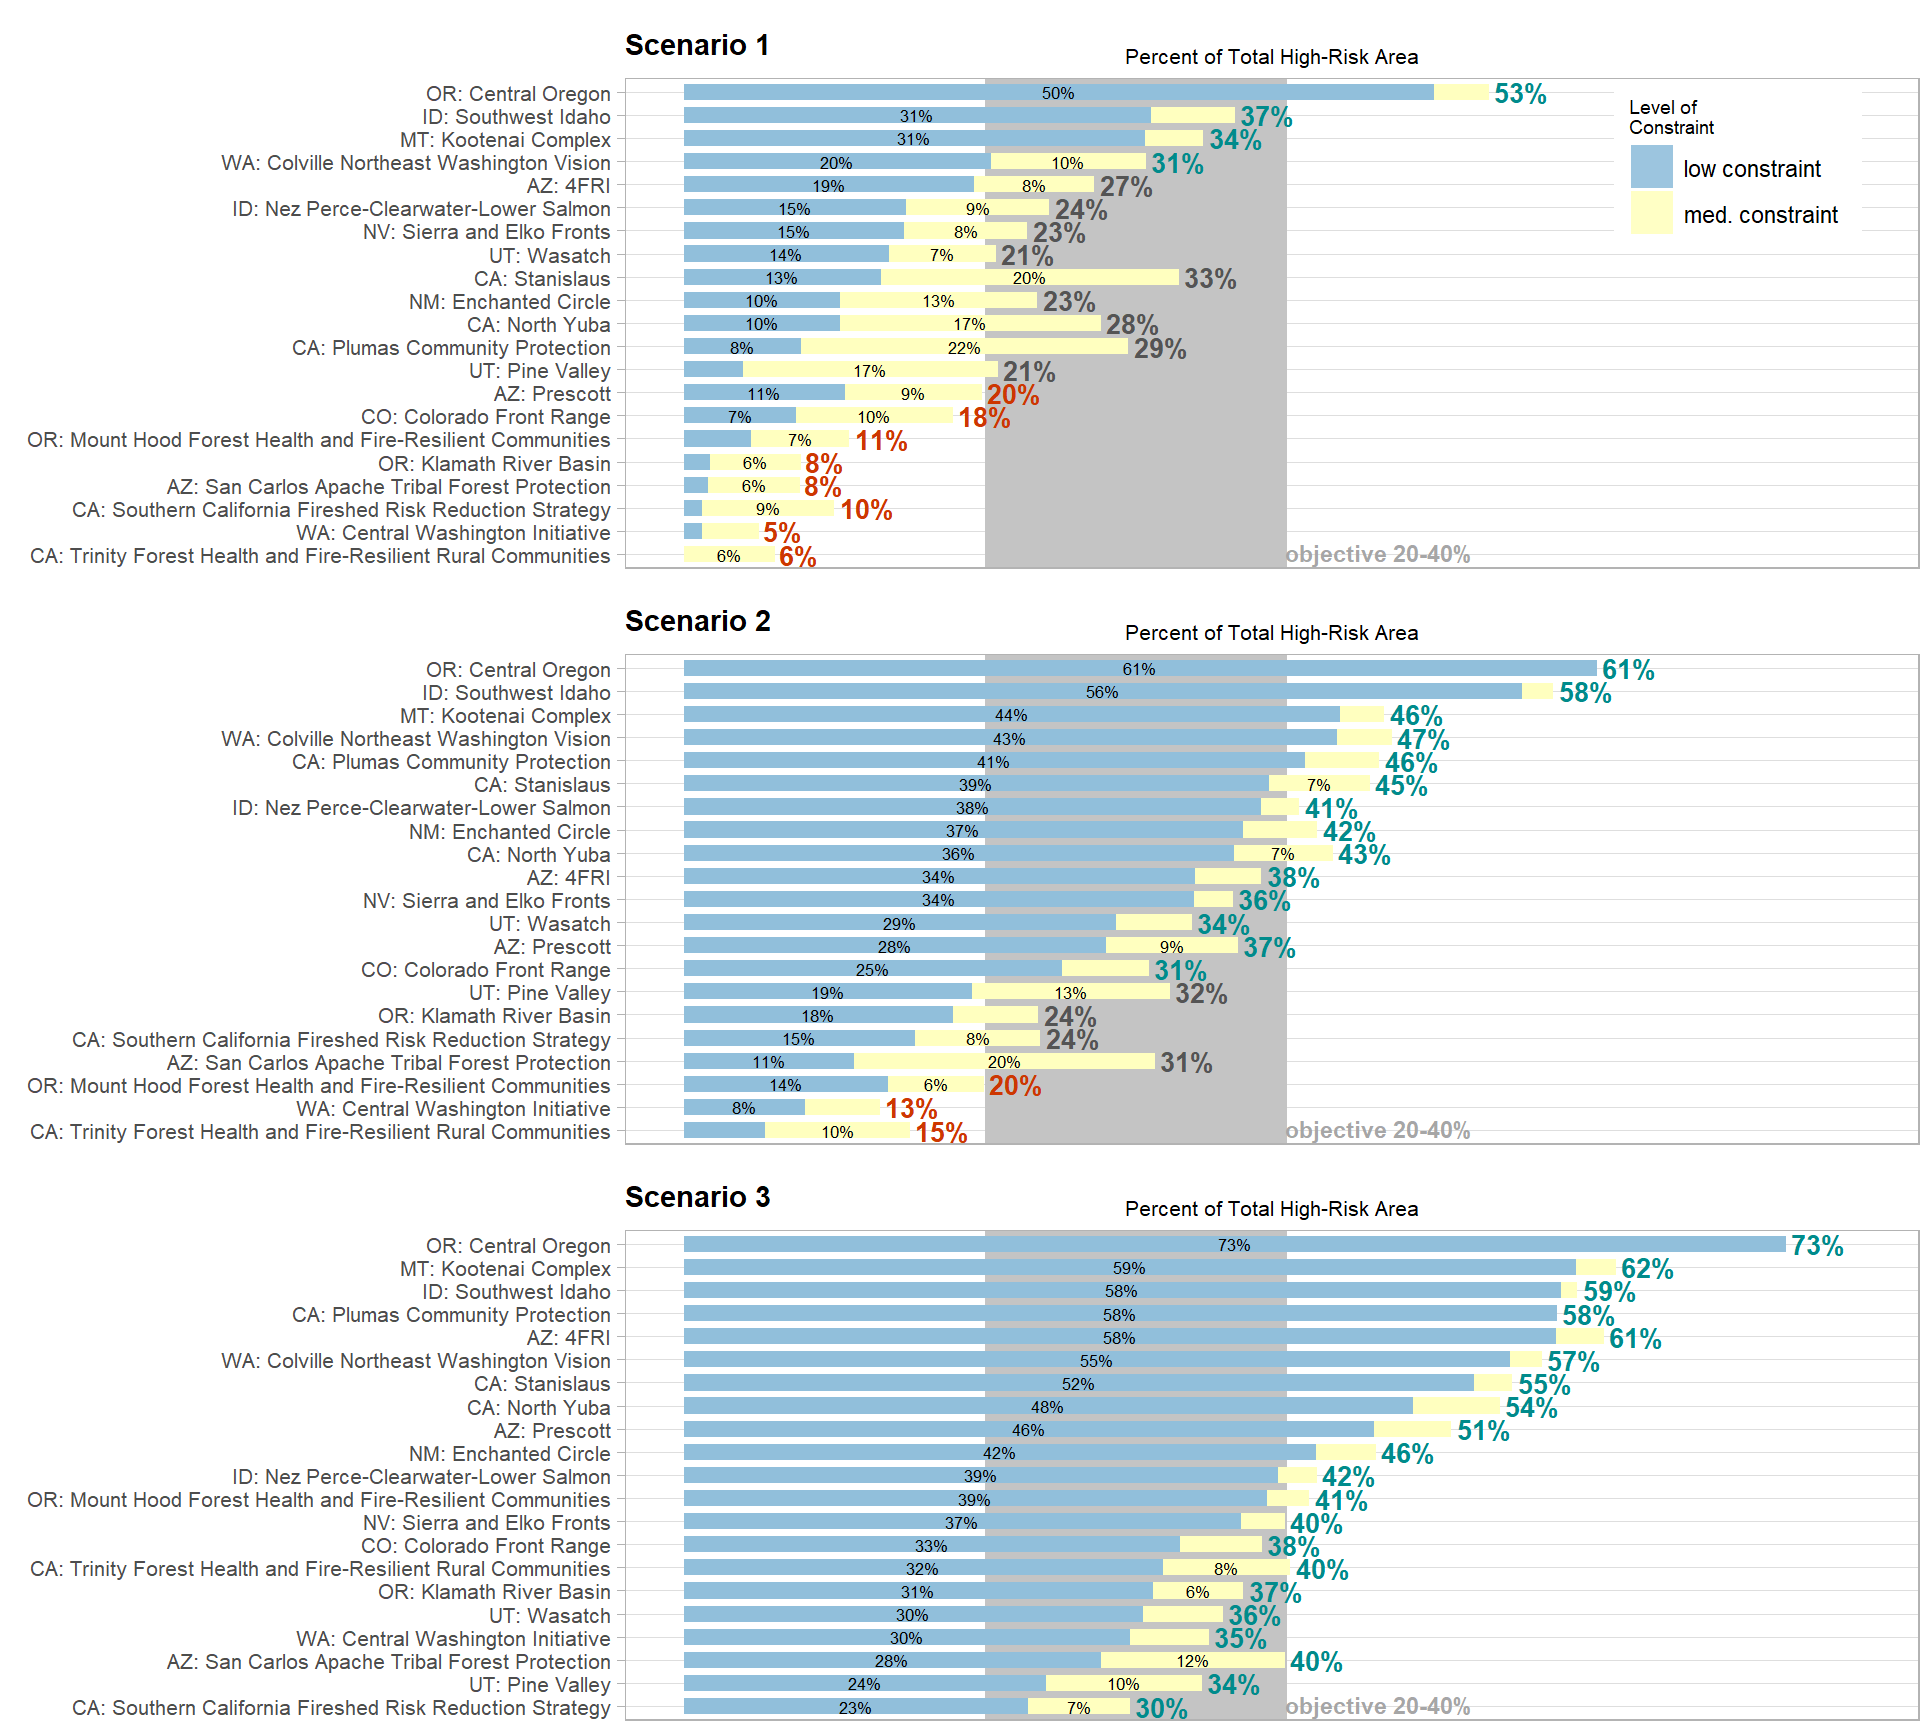 Scenario 1
Percent of Total High-Risk Area
OR: Central Oregon 50% 53%
ID: Southwest Idaho 31% 37%
MT: Kootenai Complex 31% 34%
WA: Colville Northeast Washington Vision 20% 10% 31%
AZ: 4FRI 19% 8% 27%
ID: Nez Perce-Clearwater-Lower Salmon 15% 9% 24%
NV: Sierra and Elko Fronts 15% 8% 23%
UT: Wasatch 14% 7% 21%
CA: Stanislaus 13% 20% 33%
NM: Enchanted Circle 10% 13% 23%
CA: North Yuba 10% 17% 28%
CA: Plumas Community Protection 8% 22% 29%
UT: Pine Valley 17% 21%
AZ: Prescott 11% 9% 20%
CO: Colorado Front Range 7% 10% 18%
OR: Mount Hood Forest Health and Fire-Resilient Communities 7% 11%
OR: Klamath River Basin 6% 8%
AZ: San Carlos Apache Tribal Forest Protection 6% 8%
CA: Southern California Fireshed Risk Reduction Strategy 9% 10%
WA: Central Washington Initiative 5%
CA: Trinity Forest Health and Fire-Resilient Rural Communities 6% 6% objective 20-40%
Level of
Constraint
low constraint
med. constraint
Scenario 2
Percent of Total High-Risk Area
OR: Central Oregon 61% 61%
ID: Southwest Idaho 56% 58%
MT: Kootenai Complex 44% 46%
WA: Colville Northeast Washington Vision 43% 47%
CA: Plumas Community Protection 41% 46%
CA: Stanislaus 39% 7% 45%
ID: Nez Perce-Clearwater-Lower Salmon 38% 41%
NM: Enchanted Circle 37% 42%
CA: North Yuba 36% 7% 43%
AZ: 4FRI 34% 38%
NV: Sierra and Elko Fronts 34% 36%
UT: Wasatch 29% 34%
AZ: Prescott 28% 9% 37%
CO: Colorado Front Range 25% 31%
UT: Pine Valley 19% 13% 32%
OR: Klamath River Basin 18% 24%
CA: Southern California Fireshed Risk Reduction Strategy 15% 8% 24%
AZ: San Carlos Apache Tribal Forest Protection 11% 20% 31%
OR: Mount Hood Forest Health and Fire-Resilient Communities 14% 6% 20%
WA: Central Washington Initiative 8% 13%
CA: Trinity Forest Health and Fire-Resilient Rural Communities 10% 15% objective 20-40%
Scenario 3
Percent of Total High-Risk Area
OR: Central Oregon 73% 73%
MT: Kootenai Complex 59% 62%
ID: Southwest Idaho 58% 59%
CA: Plumas Community Protection 58% 58%
AZ: 4FRI 58% 61%
WA: Colville Northeast Washington Vision 55% 57%
CA: Stanislaus 52% 55%
CA: North Yuba 48% 54%
AZ: Prescott 46% 51%
NM: Enchanted Circle 42% 46%
ID: Nez Perce-Clearwater-Lower Salmon 39% 42%
OR: Mount Hood Forest Health and Fire-Resilient Communities 39% 41%
NV: Sierra and Elko Fronts 37% 40%
CO: Colorado Front Range 33% 38%
CA: Trinity Forest Health and Fire-Resilient Rural Communities 32% 8% 40%
OR: Klamath River Basin 31% 6% 37%
UT: Wasatch 30% 36%
WA: Central Washington Initiative 30% 35%
AZ: San Carlos Apache Tribal Forest Protection 28% 12% 40%
UT: Pine Valley 24% 10% 34%
CA: Southern California Fireshed Risk Reduction Strategy 23% 7% 30% objective 20-40%